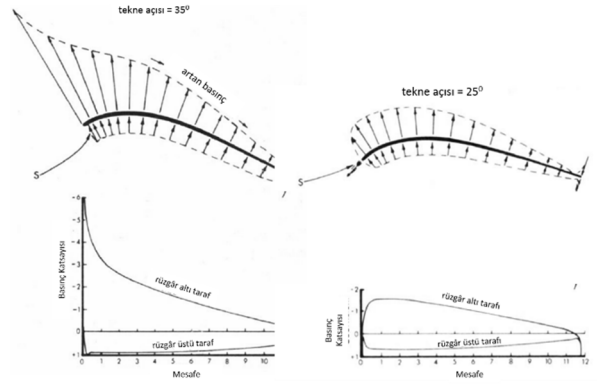 tekne açısı = 35⁰
artan basınç
S
Basınç Katsayısı
-6
-5
-4
-3
-2
-1
0
+1
rüzgâr altı taraf
rüzgâr üstü taraf
0 1 2 3 4 5 6 7 8 9 10
Mesafe
tekne açısı = 25⁰
S
Basınç
Katsayısı
-2
-1
0
+1
rüzgâr altı tarafı
rüzgâr üstü tarafı
0 1 2 3 4 5 6 7 8 9 10 11 12
Mesafe